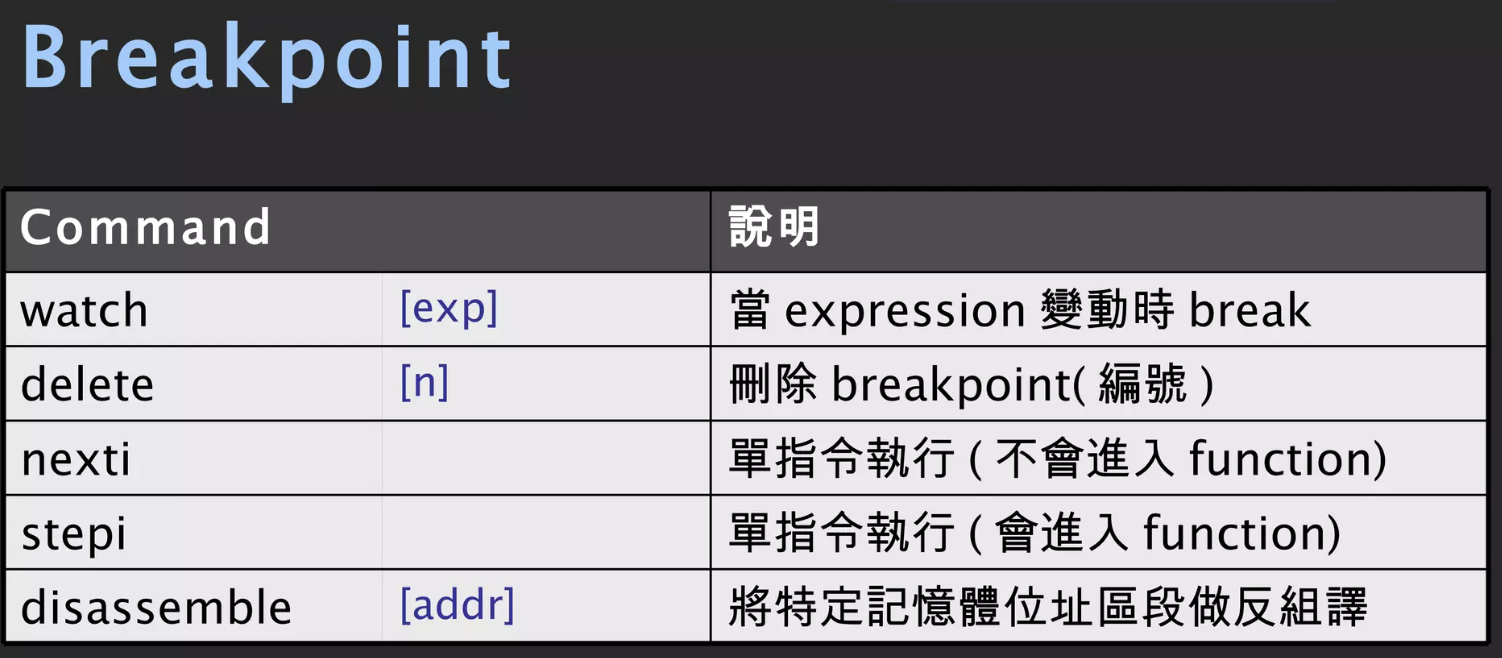 Breakpoint
Command 說明
watch [exp] 當 expression 變動時 break
delete [n] 刪除 breakpoint( 編號 )
nexti 單指令執行 ( 不會進入 function)
stepi 單指令執行 ( 會進入 function)
disassemble [addr] 將特定記憶體位址區段做反組譯